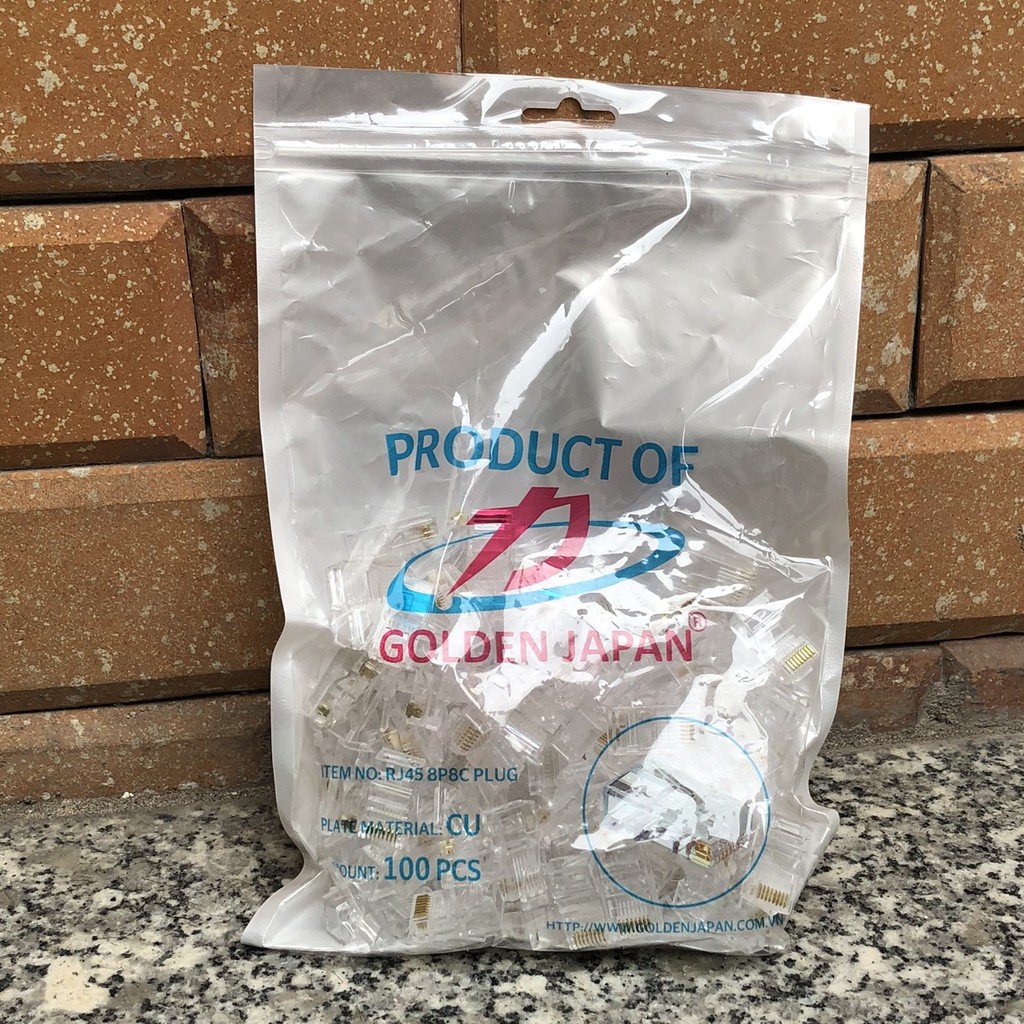 PRODUCT OF
GOLDEN JAPAN®
ITEM NO: RJ45 8P8C PLUG
PLATE MATERIAL: CU
COUNT: 100 PCS
HTTP://WWW.GOLDENJAPAN.COM.VN